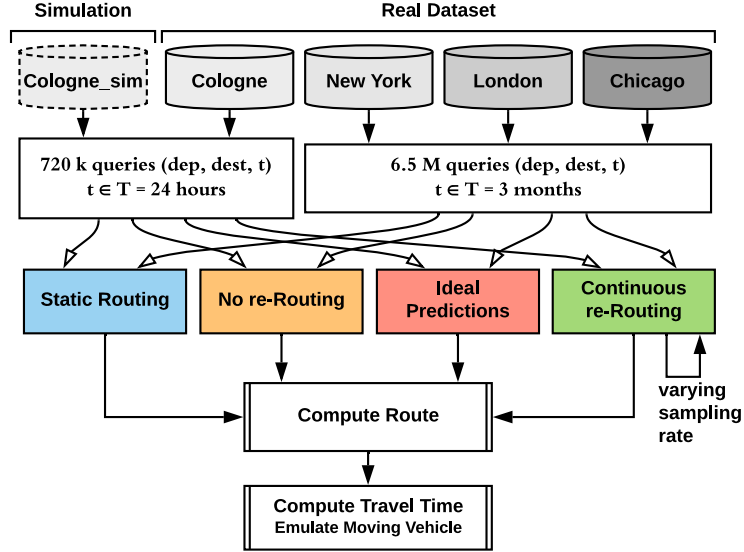 Simulation
Real Dataset
Cologne_sim
Cologne
New York
London
Chicago
720 k queries (dep, dest, t)
t ∈ T = 24 hours
6.5 M queries (dep, dest, t)
t ∈ T = 3 months
Static Routing
No re-Routing
Ideal
Predictions
Continuous
re-Routing
varying
sampling
rate
Compute Route
Compute Travel Time
Emulate Moving Vehicle